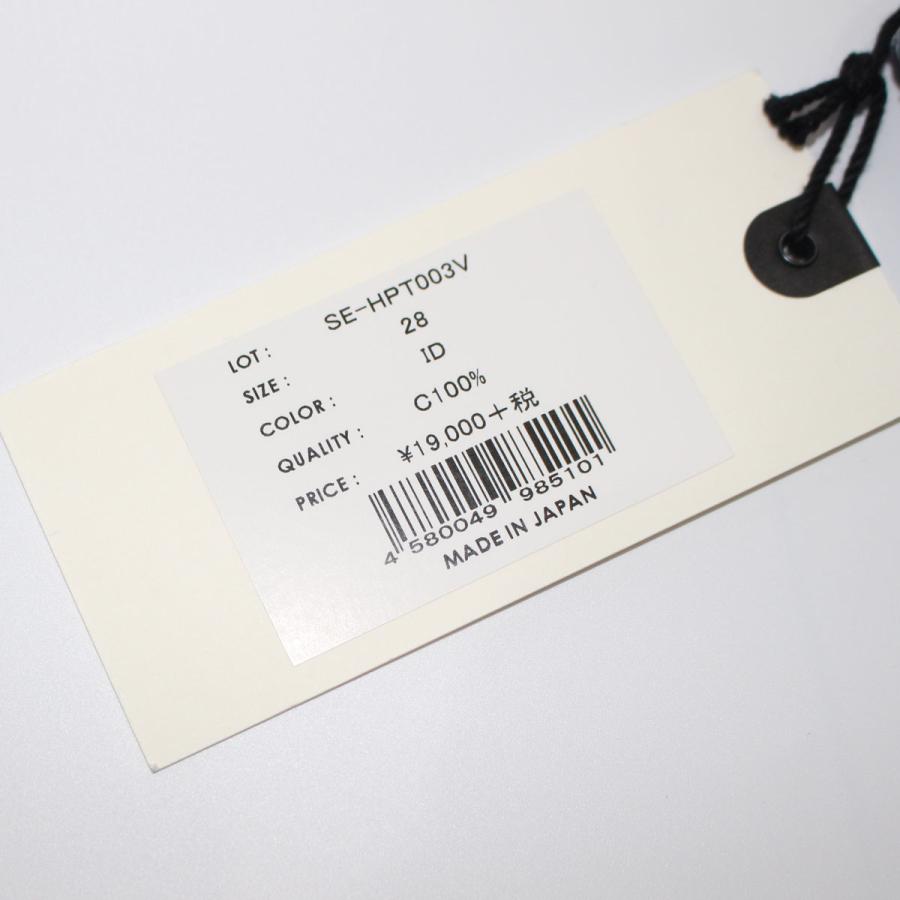 LOT : SE-HPT003V
SIZE : 28
COLOR : ID
QUALITY : C100%
PRICE : ¥19,000+税
4 580049 985101
MADE IN JAPAN